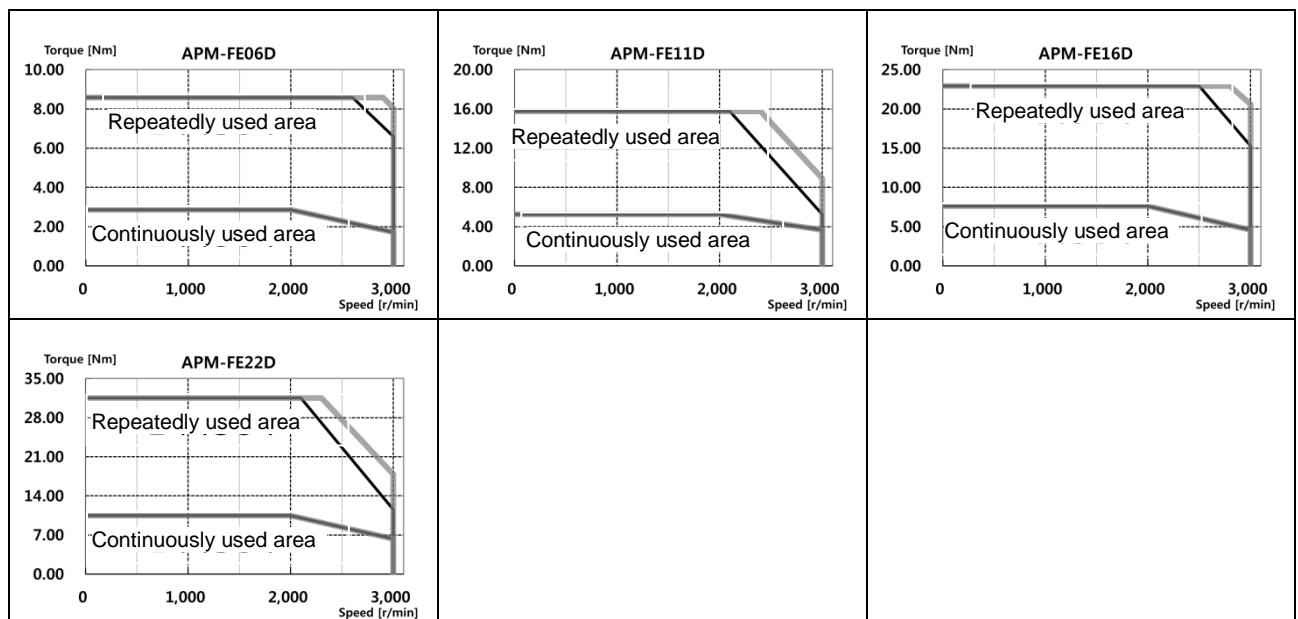 Torque [Nm] APM-FE06D
10.00
8.00
6.00
4.00
2.00
0.00
Repeatedly used area
Continuously used area
0 1,000 2,000 3,000
Speed [r/min]
Torque [Nm] APM-FE11D
20.00
16.00
12.00
8.00
4.00
0.00
Repeatedly used area
Continuously used area
0 1,000 2,000 3,000
Speed [r/min]
Torque [Nm] APM-FE16D
25.00
20.00
15.00
10.00
5.00
0.00
Repeatedly used area
Continuously used area
0 1,000 2,000 3,000
Speed [r/min]
Torque [Nm] APM-FE22D
35.00
28.00
21.00
14.00
7.00
0.00
Repeatedly used area
Continuously used area
0 1,000 2,000 3,000
Speed [r/min]